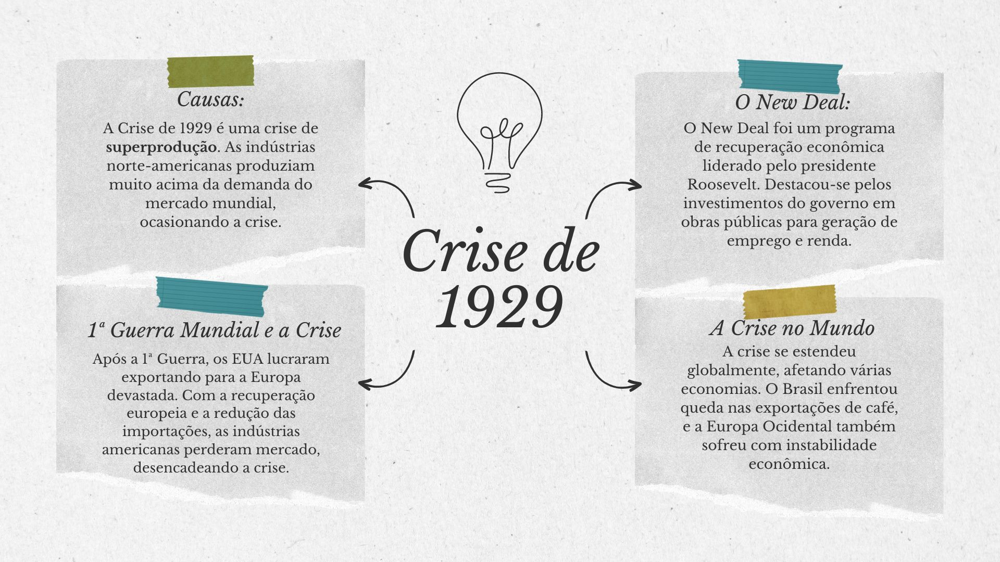 Causas:
A Crise de 1929 é uma crise de
superprodução. As indústrias
norte-americanas produziam
muito acima da demanda do
mercado mundial,
ocasionando a crise.
1ª Guerra Mundial e a Crise
Após a 1ª Guerra, os EUA lucraram
exportando para a Europa
devastada. Com a recuperação
europeia e a redução das
importações, as indústrias
americanas perderam mercado,
desencadeando a crise.
Crise de
1929
O New Deal:
O New Deal foi um programa
de recuperação econômica
liderado pelo presidente
Roosevelt. Destacou-se pelos
investimentos do governo em
obras públicas para geração de
emprego e renda.
A Crise no Mundo
A crise se estendeu
globalmente, afetando várias
economias. O Brasil enfrentou
queda nas exportações de café,
e a Europa Ocidental também
sofreu com instabilidade
econômica.